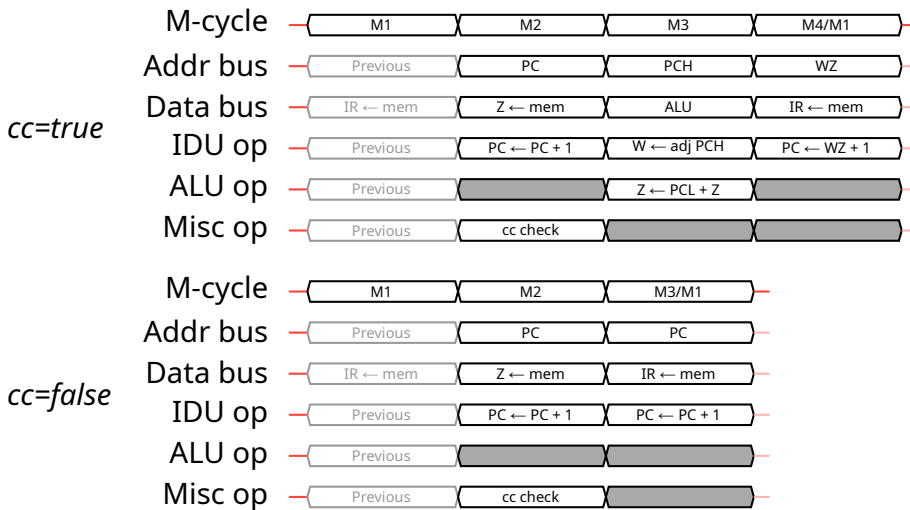 M-cycle M1 M2 M3 M4/M1
Addr bus Previous PC PCH WZ
cc=true
Data bus IR ← mem Z ← mem ALU IR ← mem
IDU op Previous PC ← PC + 1 W ← adj PCH PC ← WZ + 1
ALU op Previous Z ← PCL + Z
Misc op Previous cc check
M-cycle M1 M2 M3/M1
Addr bus Previous PC PC
Data bus IR ← mem Z ← mem IR ← mem
cc=false
IDU op Previous PC ← PC + 1 PC ← PC + 1
ALU op Previous
Misc op Previous cc check